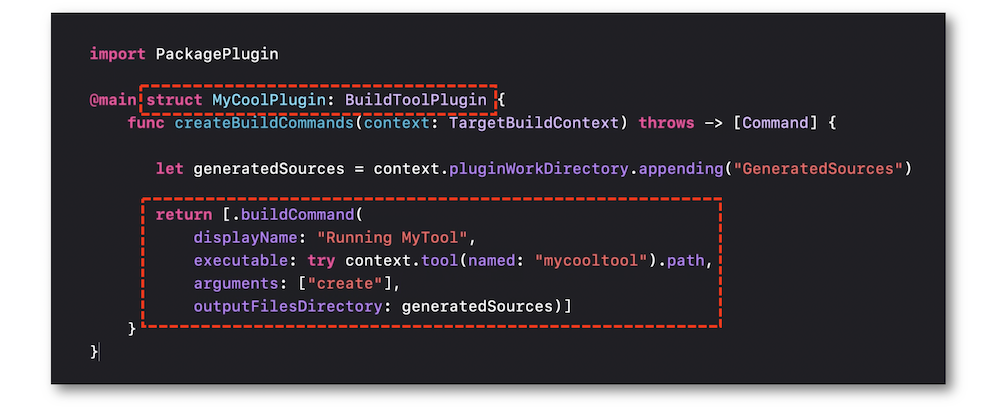 import PackagePlugin
@main struct MyCoolPlugin: BuildToolPlugin {
func createBuildCommands(context: TargetBuildContext) throws -> [Command] {
let generatedSources = context.pluginWorkDirectory.appending("GeneratedSources")
return [.buildCommand(
displayName: "Running MyTool",
executable: try context.tool(named: "mycooltool").path,
arguments: ["create"],
outputFilesDirectory: generatedSources)]
}
}